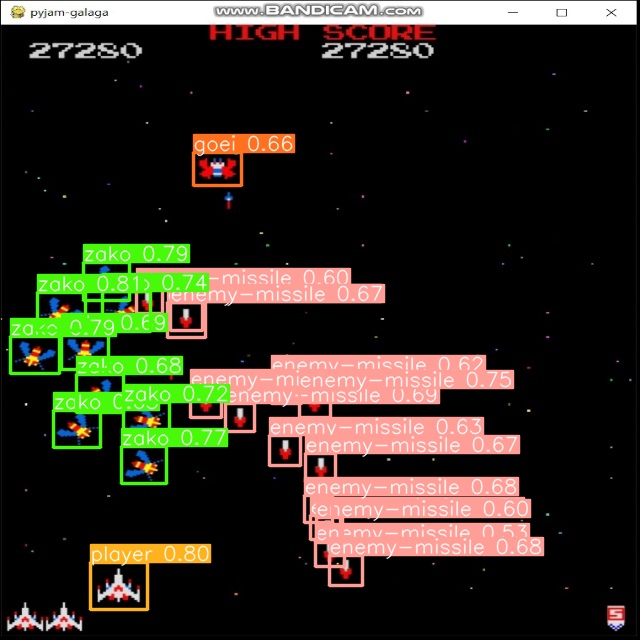 pyjam-galaga
www.BANDICAM.com
HIGH SCORE
27280 27280
goei 0.66
zako 0.79
enemy-missile 0.60
zako 0.81
0.74
enemy-missile 0.67
zako 0.79
0.69
enemy-missile 0.62
zako 0.68
enemy-missile 0.75
zako 0.72
enemy-missile 0.69
zako
enemy-missile 0.63
zako 0.77
enemy-missile 0.67
enemy-missile 0.68
enemy-missile 0.60
enemy-missile 0.53
enemy-missile 0.68
player 0.80
5